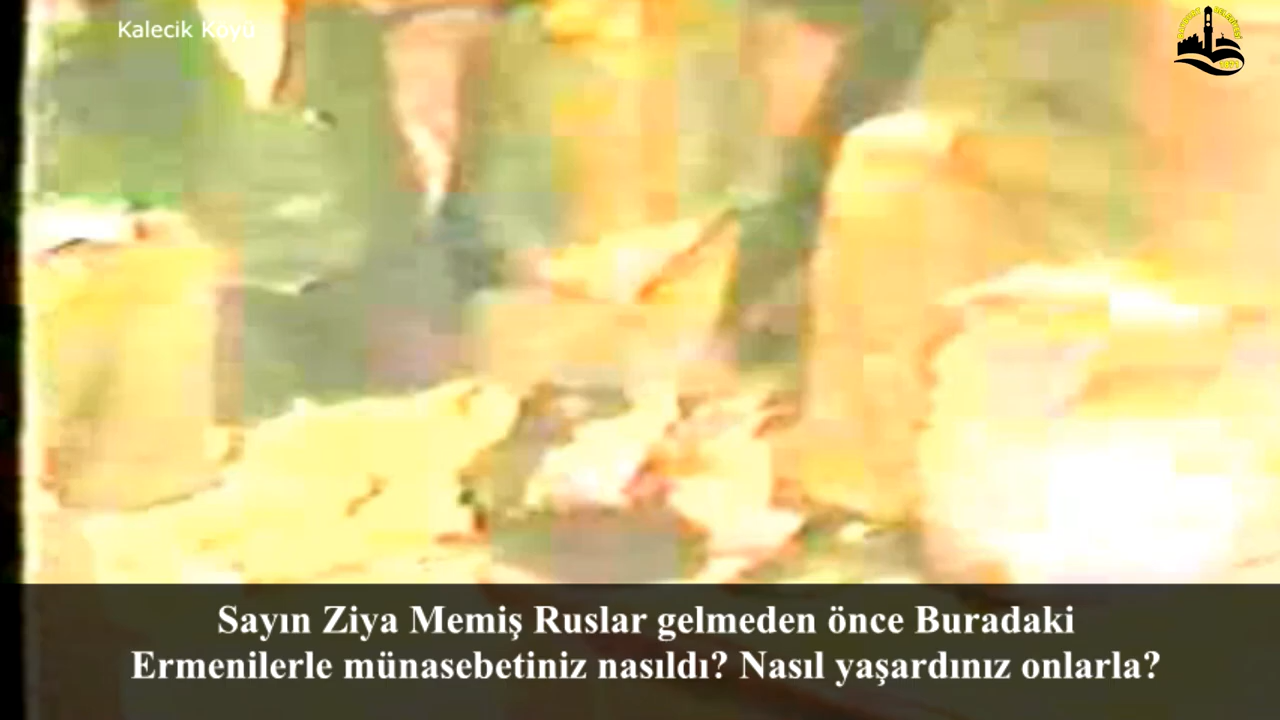 Kalecik Köyü
Sayın Ziya Memiş Ruslar gelmeden önce Buradaki
Ermenilerle münasebetiniz nasıldı? Nasıl yaşardınız onlarla?